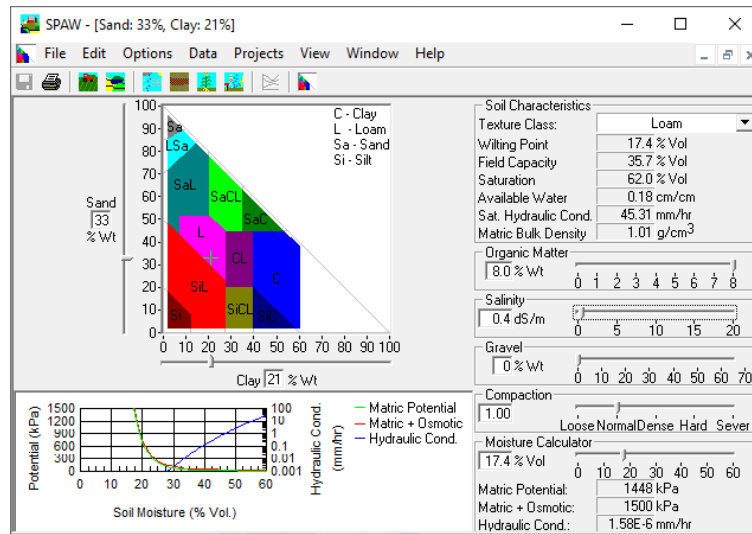 SPAW - [Sand: 33%, Clay: 21%]
File Edit Options Data Projects View Window Help
100
90
80
70
60
50
40
30
20
10
0
Sand
33
% Wt
C - Clay
L - Loam
Sa - Sand
Si - Silt
Sa
LSa
SaL
SaCL
SaC
L
CL
C
SiL
SiCL
SiC
Si
0 10 20 30 40 50 60 70 80 90 100
Clay 21 % Wt
Soil Characteristics
Texture Class: Loam
Wilting Point 17.4 % Vol
Field Capacity 35.7 % Vol
Saturation 62.0 % Vol
Available Water 0.18 cm/cm
Sat. Hydraulic Cond. 45.31 mm/hr
Matric Bulk Density 1.01 g/cm3
Organic Matter
8.0 % Wt
0 1 2 3 4 5 6 7 8
Salinity
0.4 dS/m
0 5 10 15 20
Gravel
0 % Wt
0 10 20 30 40 50 60 70
Compaction
1.00
Loose Normal Dense Hard Sever
Moisture Calculator
17.4 % Vol
0 10 20 30 40 50 60
Matric Potential: 1448 kPa
Matric + Osmotic: 1500 kPa
Hydraulic Cond.: 1.58E-6 mm/hr
Potential (kPa)
1500
1200
900
600
300
0
0 10 20 30 40 50 60
Soil Moisture (% Vol.)
100
10
1
0.1
0.01
0.001
Hydraulic Cond.
(mm/hr)
Matric Potential
Matric + Osmotic
Hydraulic Cond.